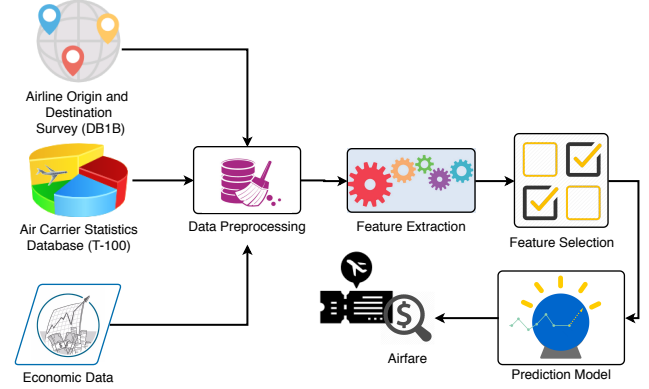 Airline Origin and
Destination
Survey (DB1B)
Air Carrier Statistics
Database (T-100)
Data Preprocessing
Feature Extraction
Feature Selection
$
Economic Data
Airfare
Prediction Model